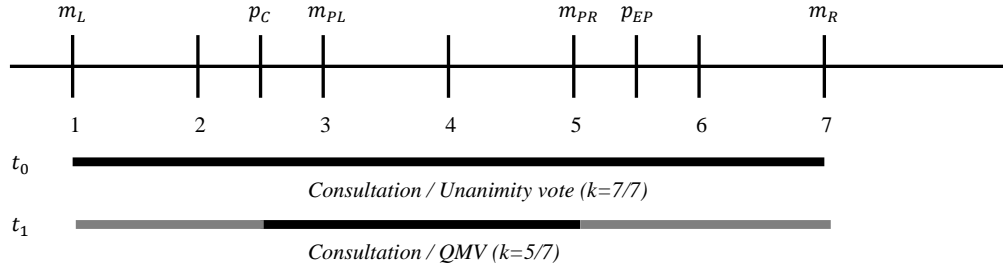 m_L p_C m_PL m_PR p_EP m_R
1 2 3 4 5 6 7
t_0
Consultation / Unanimity vote (k=7/7)
t_1
Consultation / QMV (k=5/7)